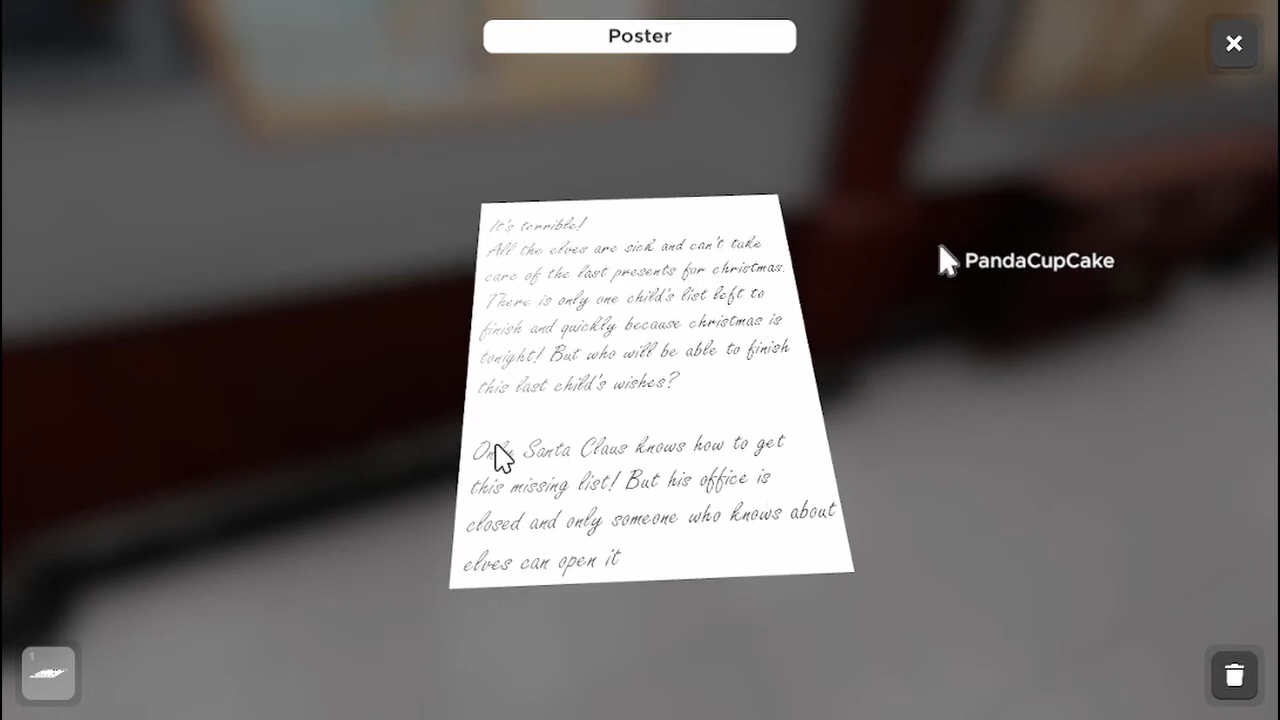 Poster
It's terrible!
All the elves are sick and can't take
care of the last presents for christmas.
PandaCupCake
There is only one child's list left to
finish and quickly because christmas is
tonight! But who will be able to finish
this last child's wishes?
Only Santa Claus knows how to get
this missing list! But his office is
closed and only someone who knows about
elves can open it
1